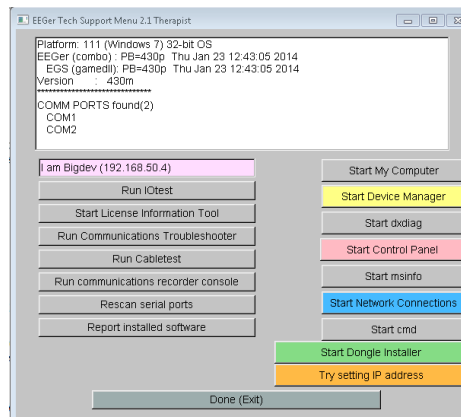 EEGer Tech Support Menu 2.1 Therapist
Platform: 111 (Windows 7) 32-bit OS
EEGer (combo) : PB=430p Thu Jan 23 12:43:05 2014
EGS (gamedll): PB=430p Thu Jan 23 12:43:05 2014
Version : 430m
******************************
COMM PORTS found(2)
COM1
COM2
I am Bigdev (192.168.50.4)
Run IOtest
Start License Information Tool
Run Communications Troubleshooter
Run Cabletest
Run communications recorder console
Rescan serial ports
Report installed software
Start My Computer
Start Device Manager
Start dxdiag
Start Control Panel
Start msinfo
Start Network Connections
Start cmd
Start Dongle Installer
Try setting IP address
Done (Exit)